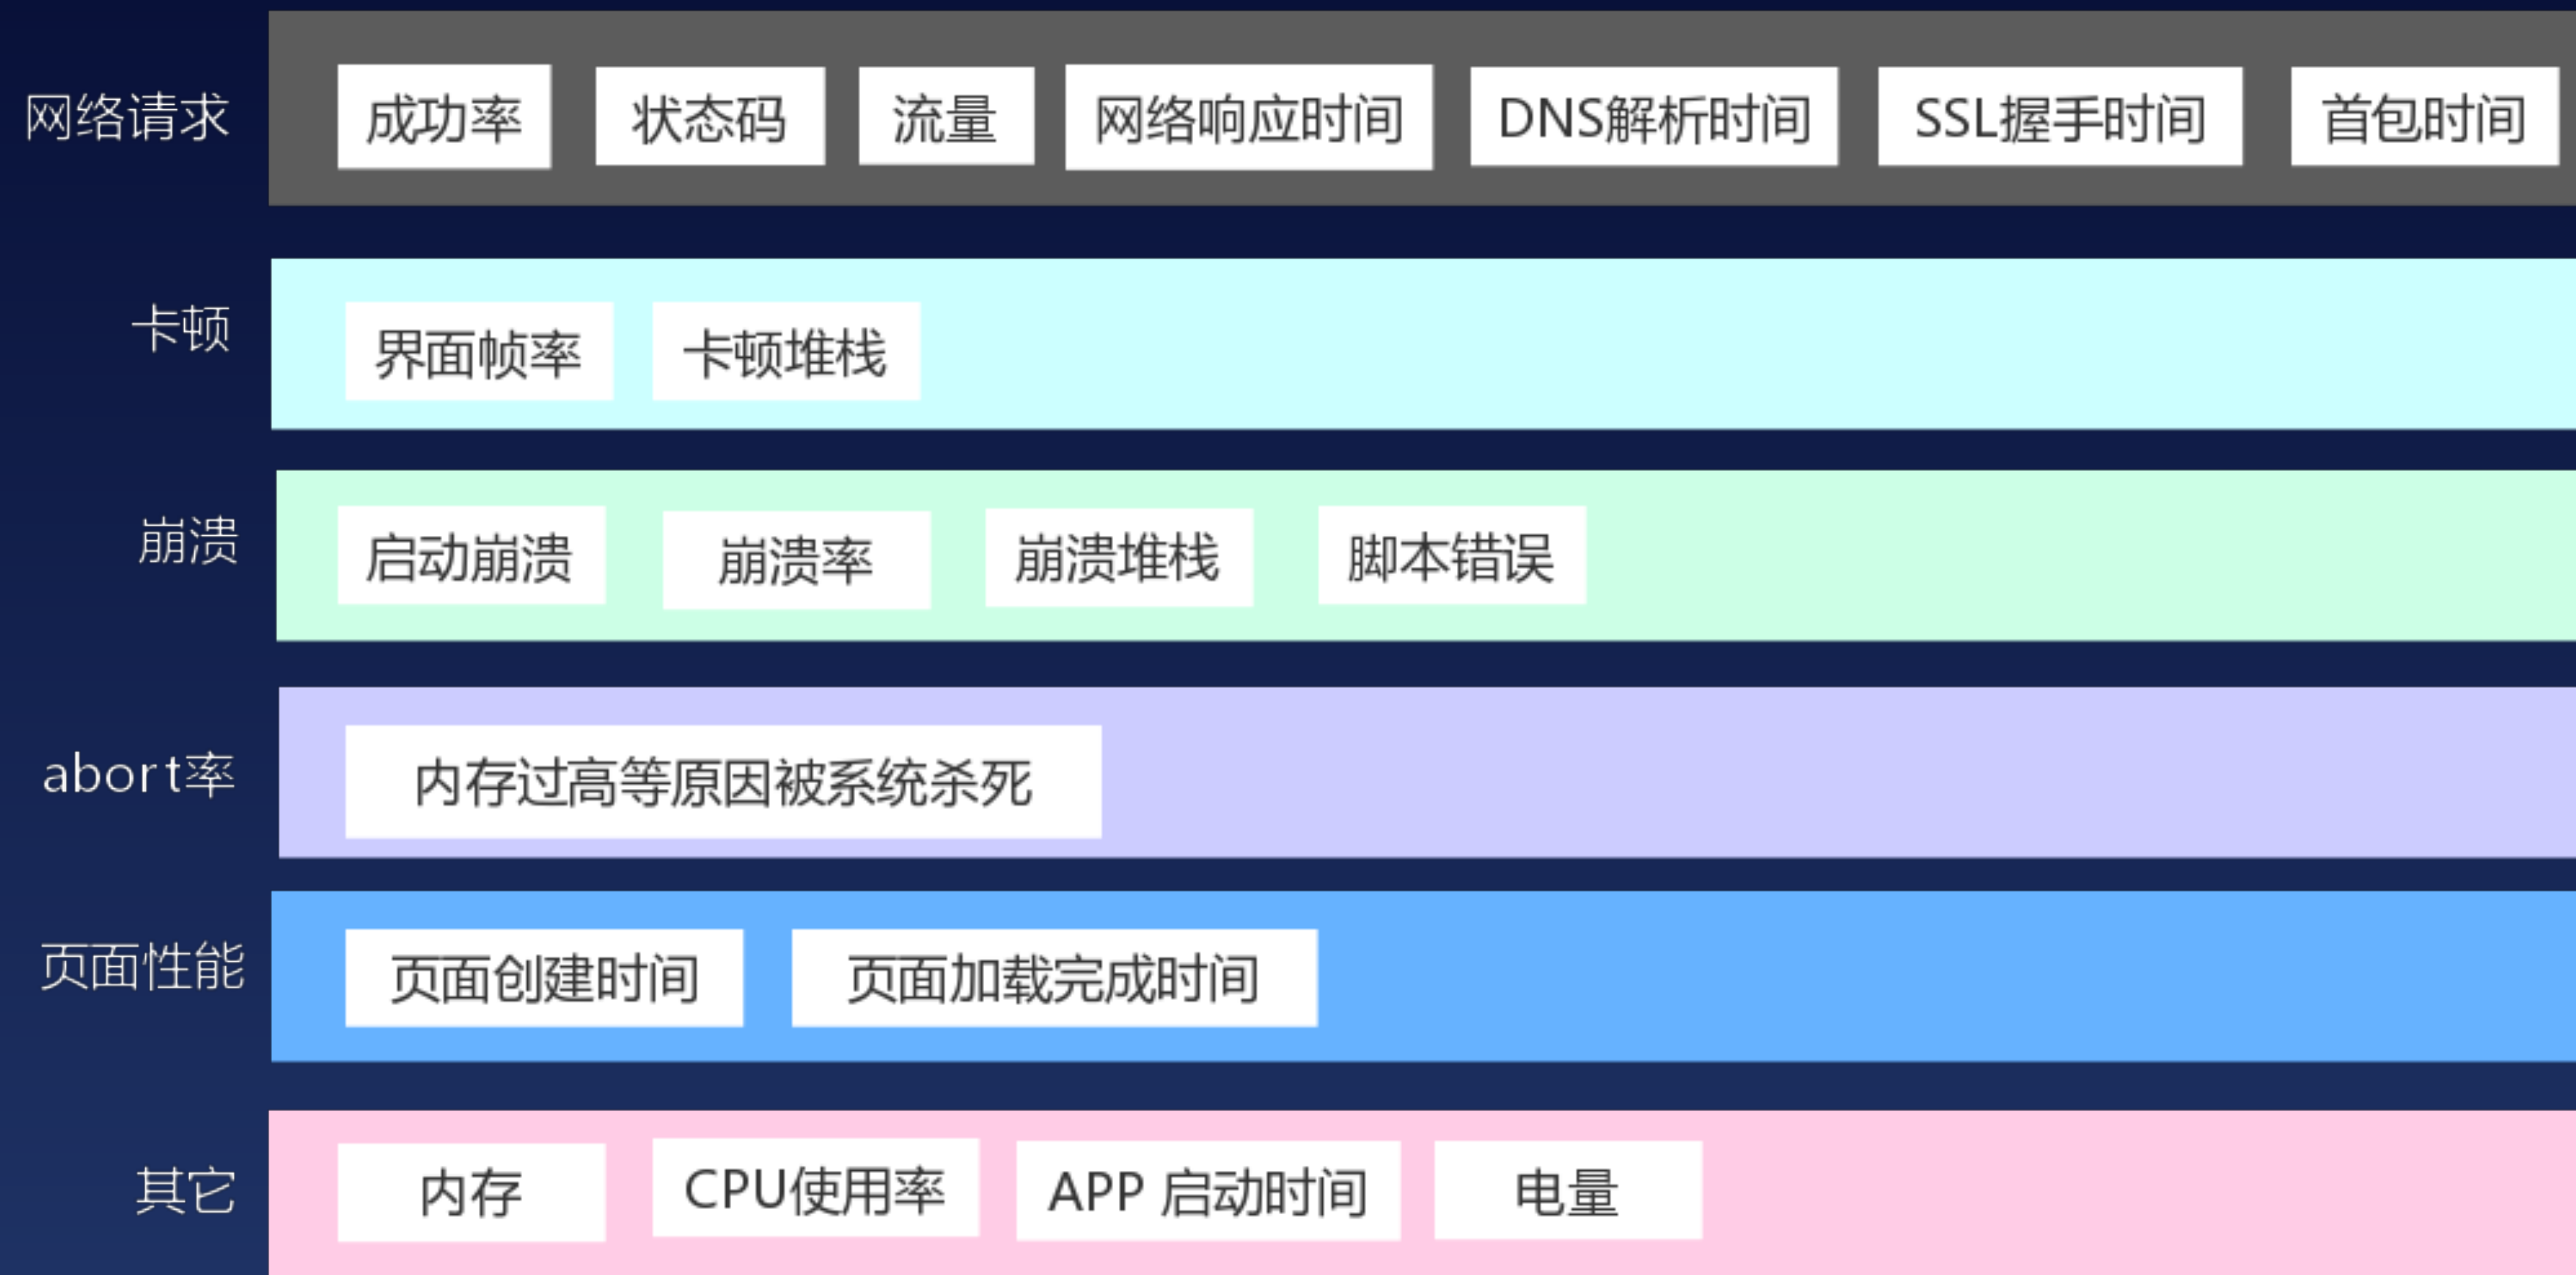 网络请求 成功率 状态码 流量 网络响应时间 DNS解析时间 SSL握手时间 首包时间
卡顿 界面帧率 卡顿堆栈
崩溃 启动崩溃 崩溃率 崩溃堆栈 脚本错误
abort率 内存过高等原因被系统杀死
页面性能 页面创建时间 页面加载完成时间
其它 内存 CPU使用率 APP 启动时间 电量